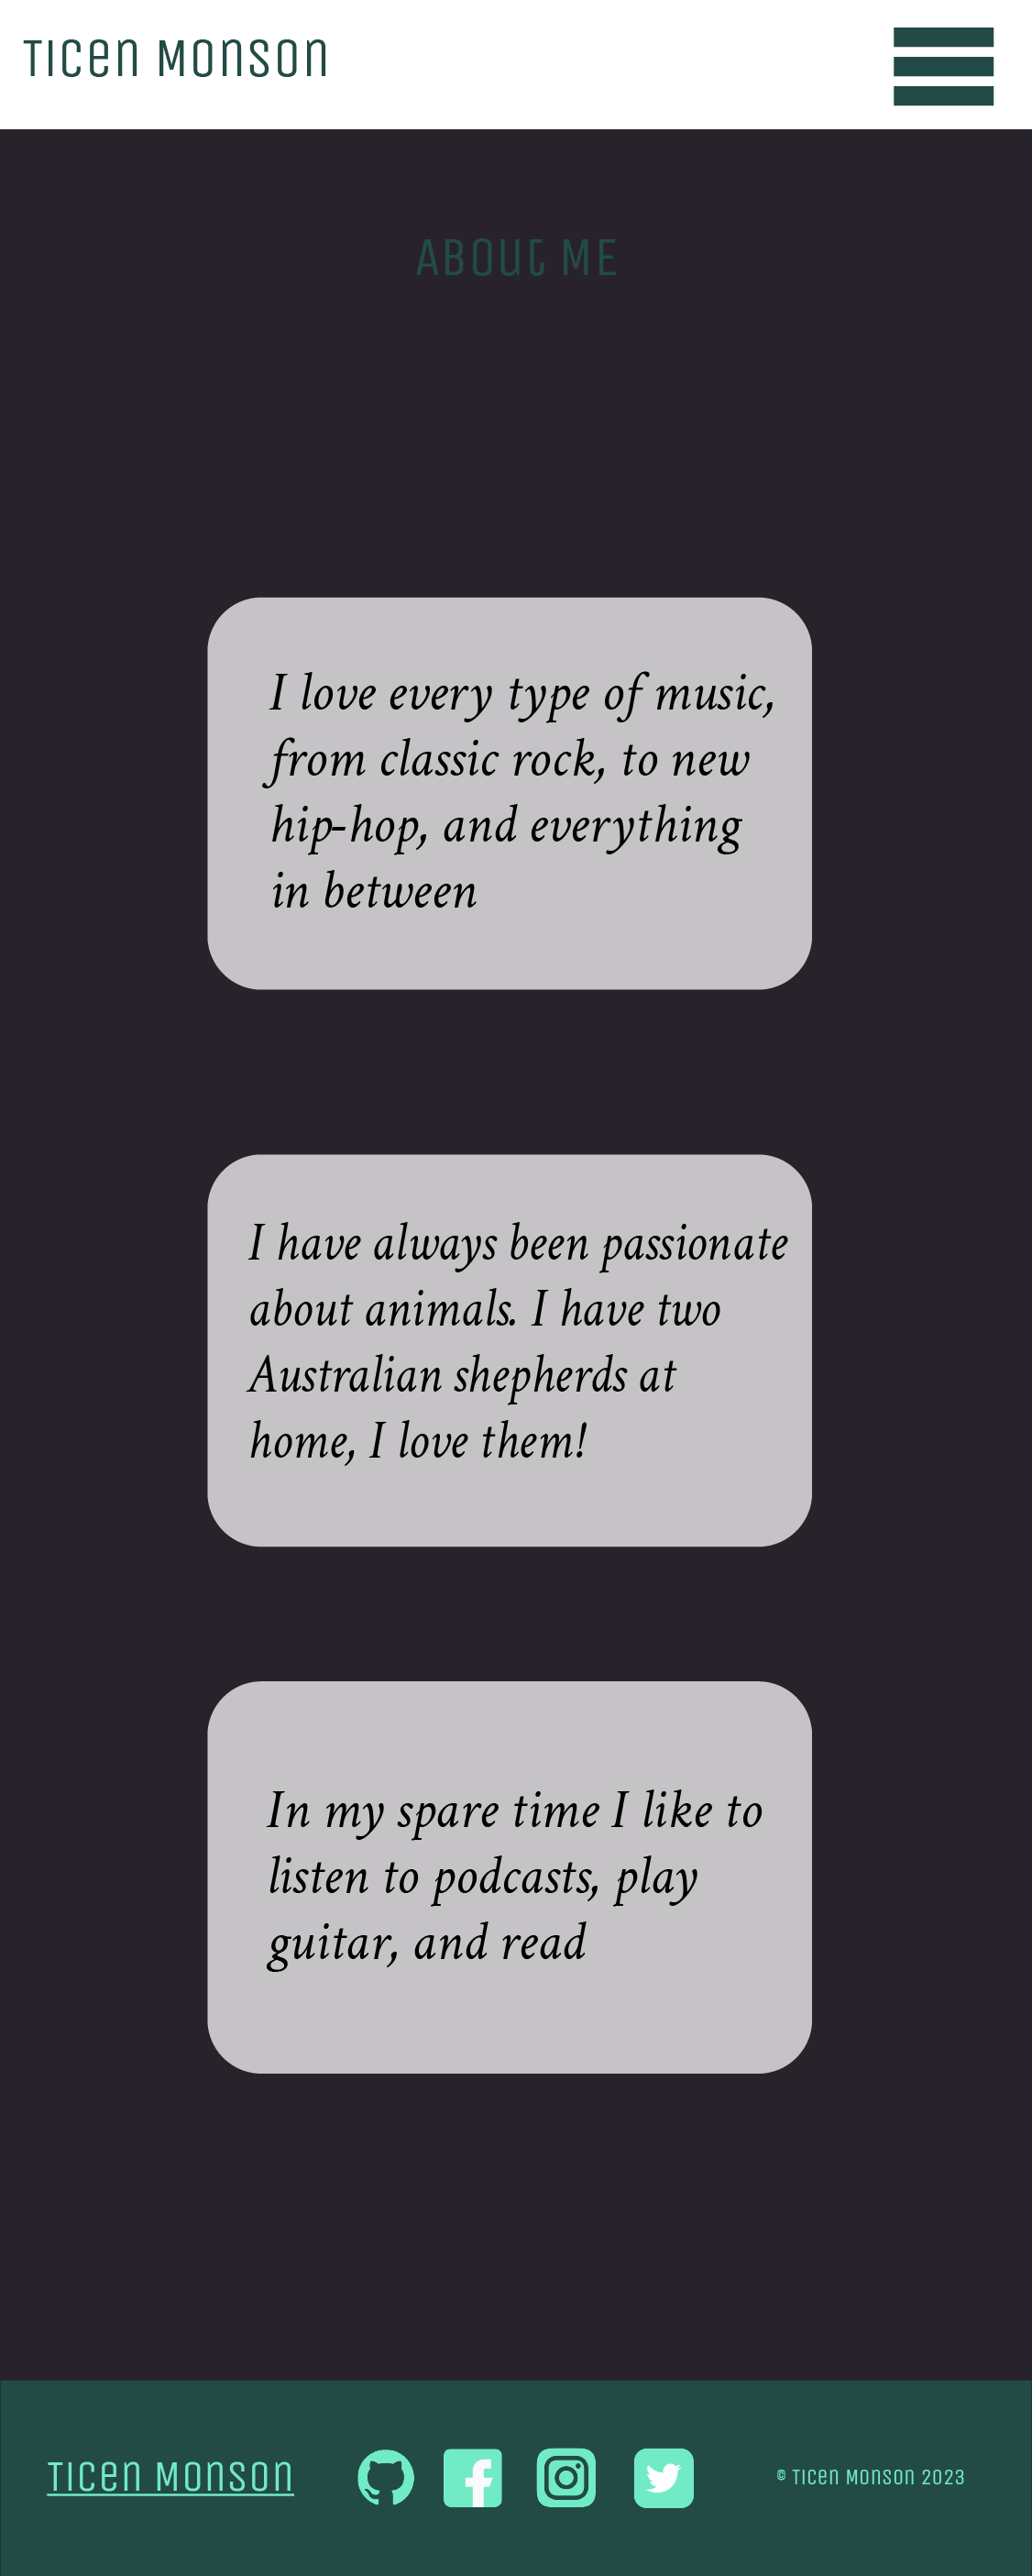 Ticen Monson
About Me
I love every type of music,
from classic rock, to new
hip-hop, and everything
in between
I have always been passionate
about animals. I have two
Australian shepherds at
home, I love them!
In my spare time I like to
listen to podcasts, play
guitar, and read
Ticen Monson
© Ticen Monson 2023